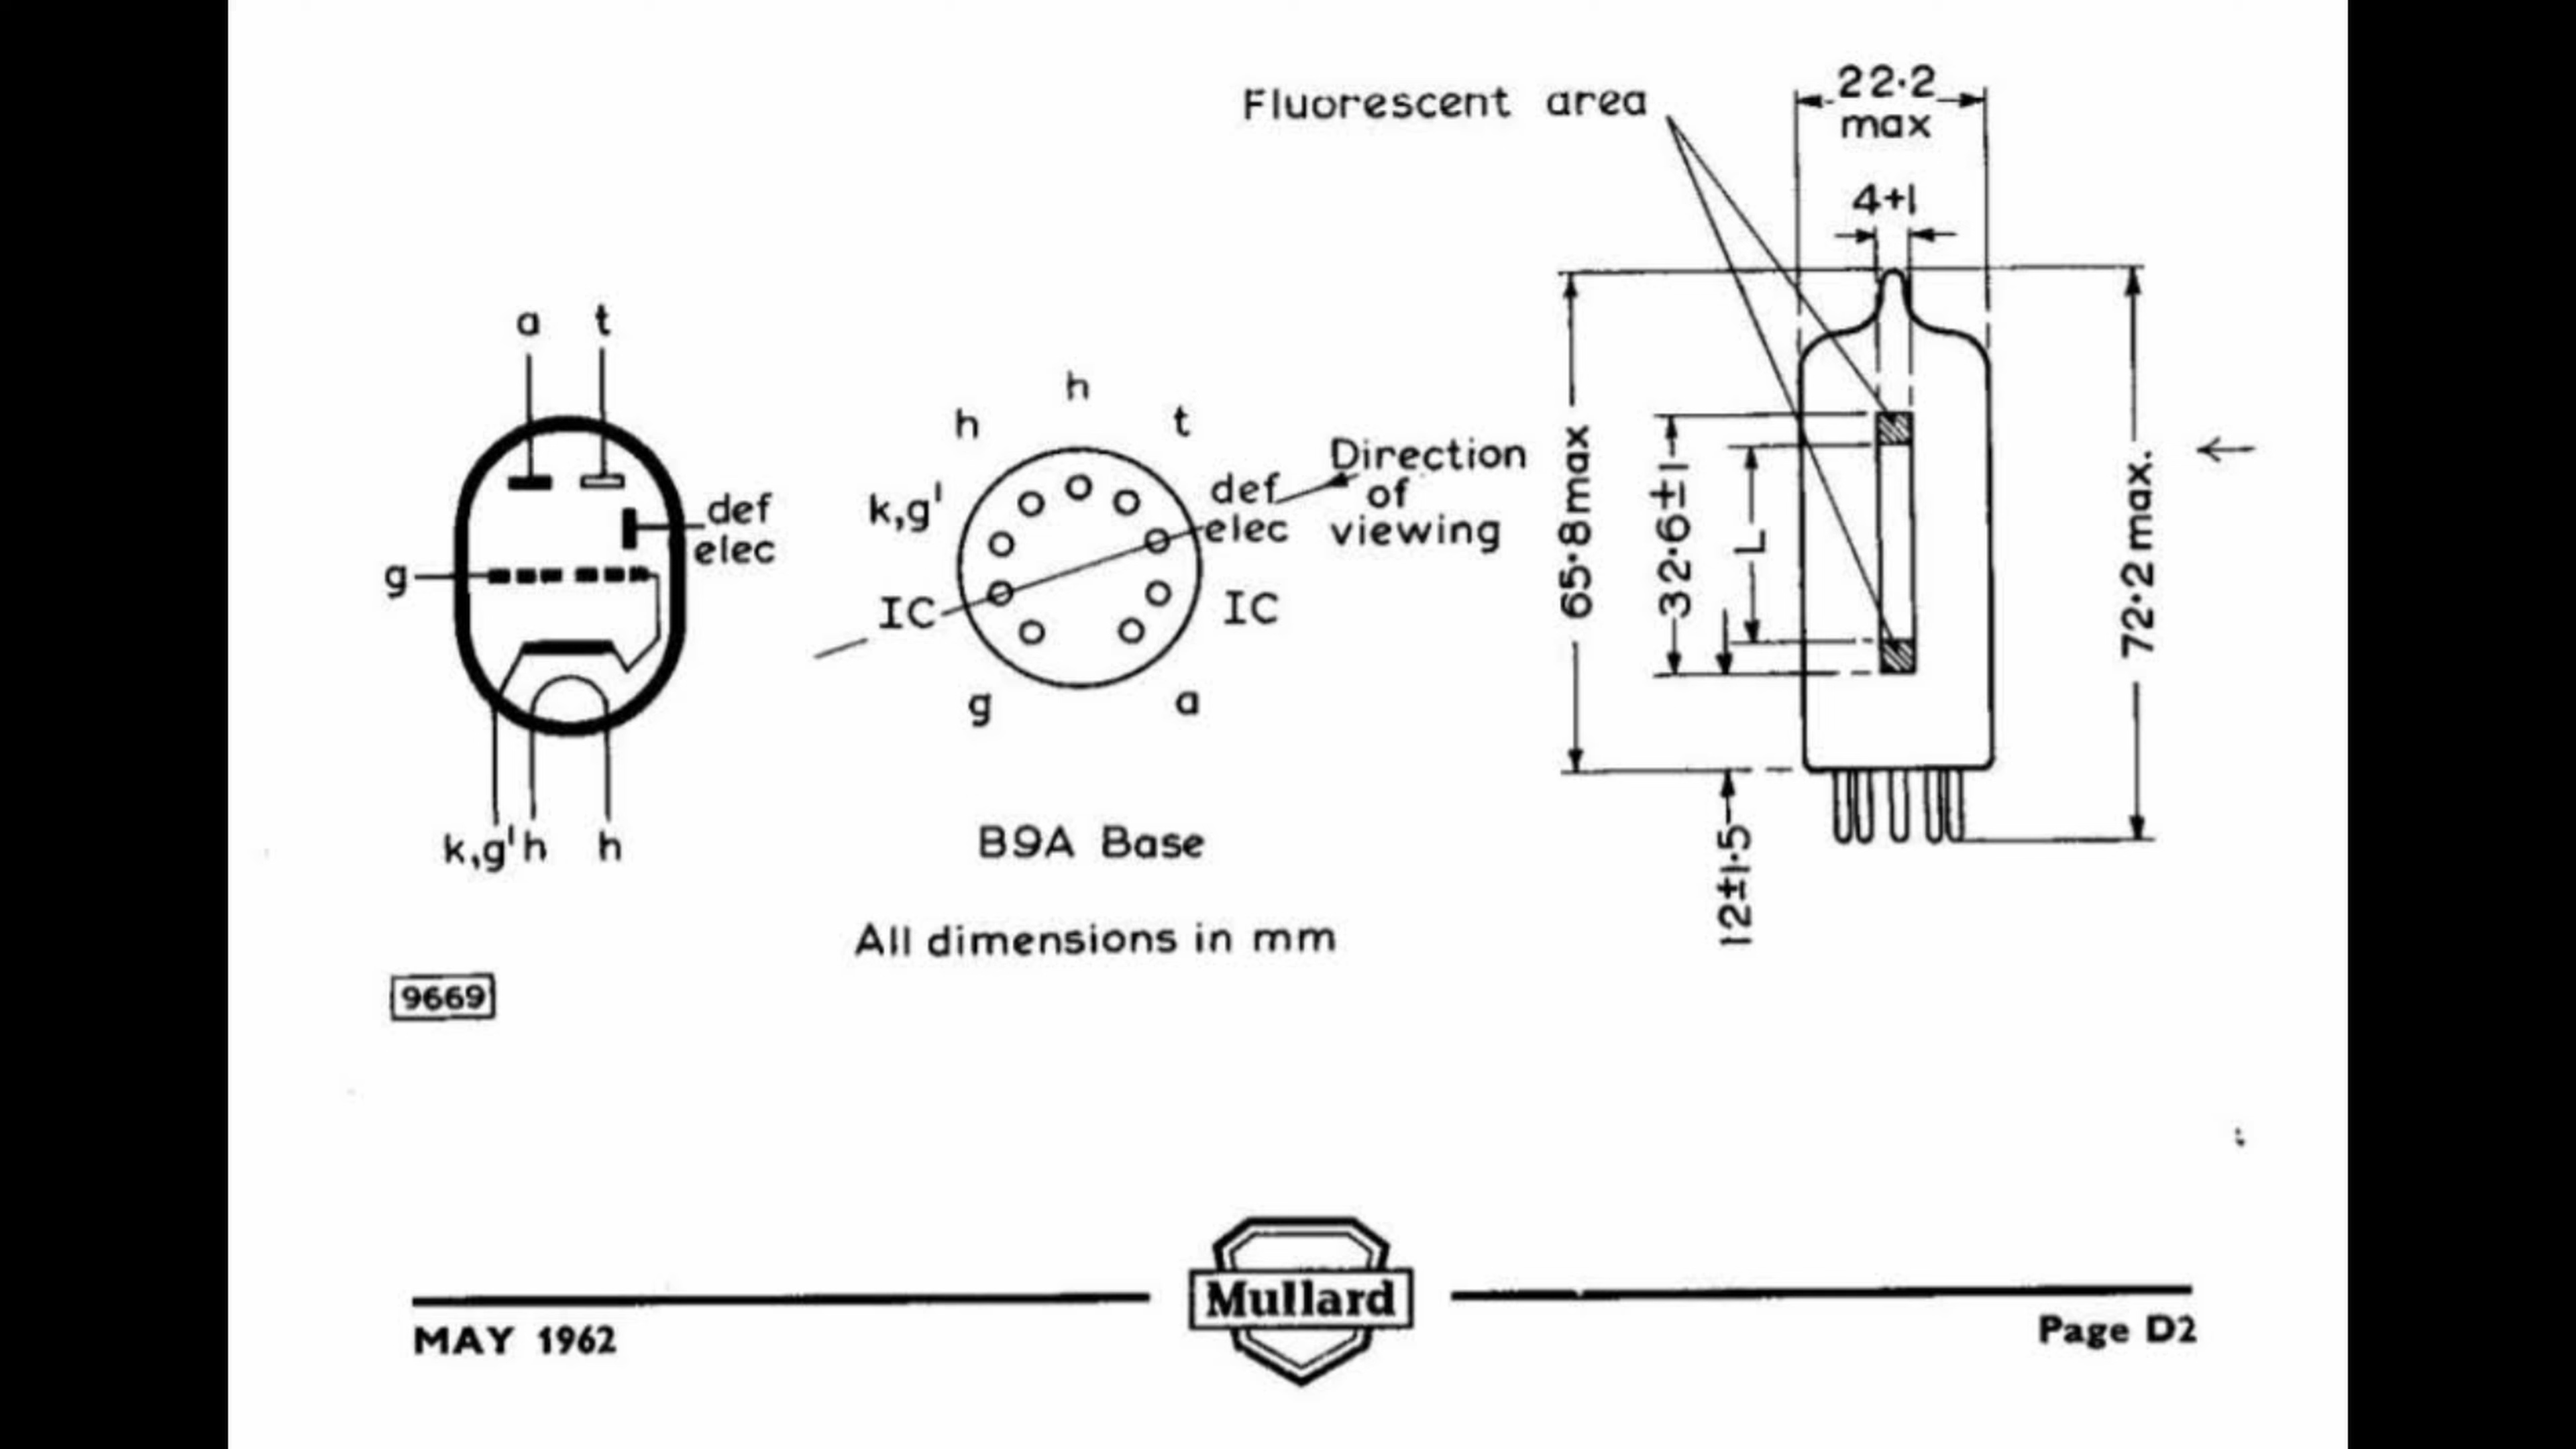 Fluorescent area
22·2
max
4+1
a t
def
elec
g
k,g' h h
h
h
t
k,g'
def
elec
Direction
of
viewing
IC
IC
g
a
65·8 max
32·6±1
L
72·2 max.
12±1·5
B9A Base
All dimensions in mm
9669
Mullard
MAY 1962
Page D2